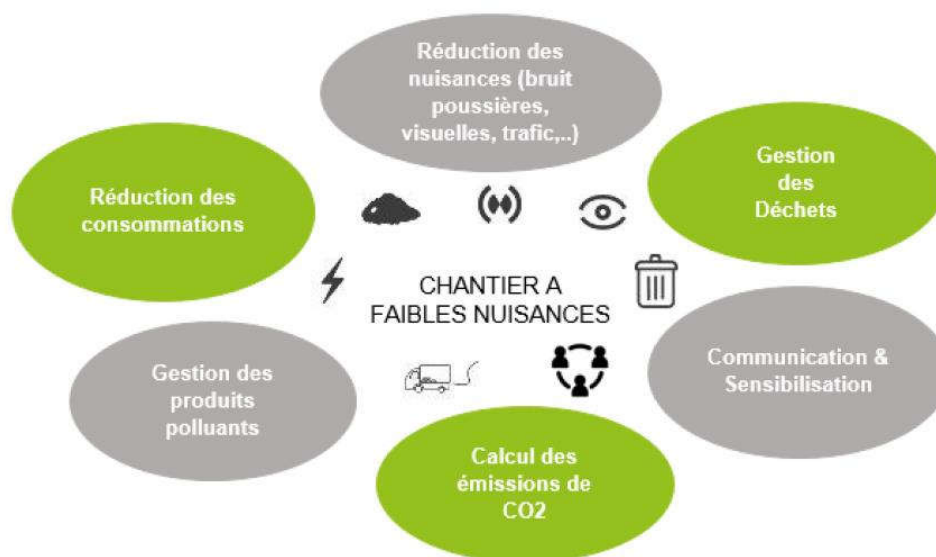 Réduction des
nuisances (bruit
poussières,
visuelles, trafic,..)
Gestion
des
Déchets
Réduction des
consommations
CHANTIER A
FAIBLES NUISANCES
Communication &
Sensibilisation
Gestion des
produits
polluants
Calcul des
émissions de
CO2